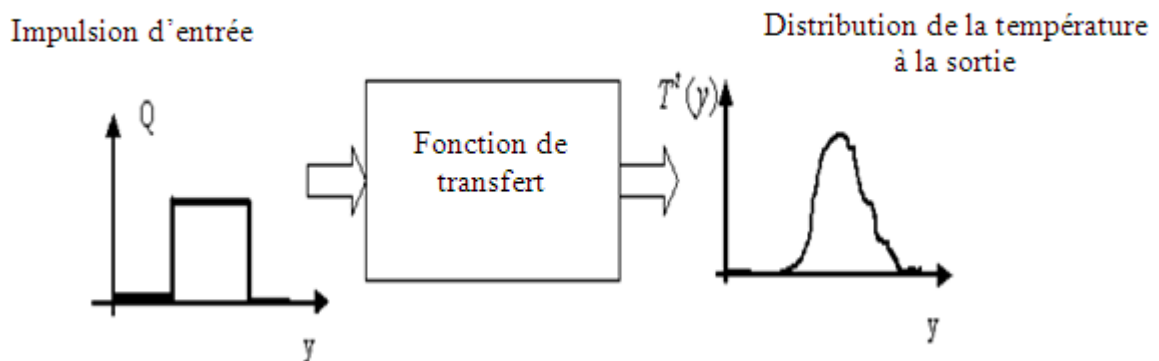 Impulsion d'entrée
Q
y
Fonction de
transfert
Distribution de la température
à la sortie
T^t(y)
y